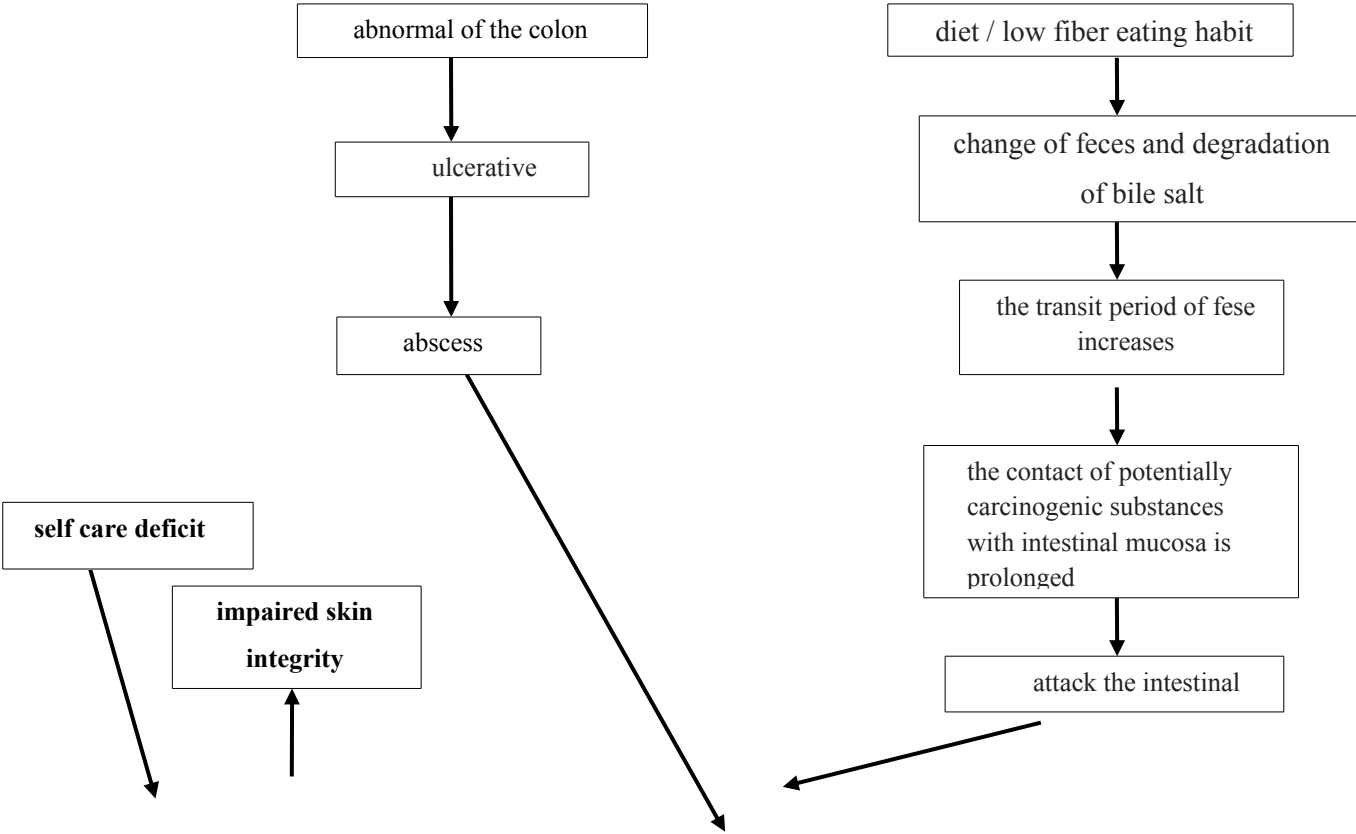 abnormal of the colon
ulcerative
abscess
diet / low fiber eating habit
change of feces and degradation
of bile salt
the transit period of fese
increases
the contact of potentially
carcinogenic substances
with intestinal mucosa is
prolonged
attack the intestinal
self care deficit
impaired skin
integrity